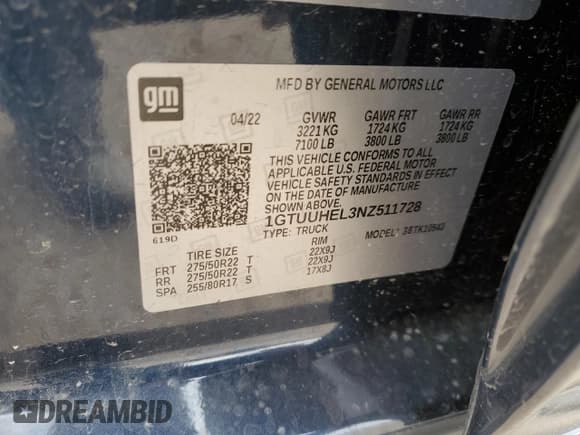 gm
MFD BY GENERAL MOTORS LLC
04/22 GVWR GAWR FRT GAWR RR
3221 KG 1724 KG 1724 KG
7100 LB 3800 LB 3800 LB
THIS VEHICLE CONFORMS TO ALL
APPLICABLE U.S. FEDERAL MOTOR
VEHICLE SAFETY STANDARDS IN EFFECT
ON THE DATE OF MANUFACTURE
SHOWN ABOVE.
1GTUUHEL3NZ511728
619D TYPE: TRUCK MODEL:
TIRE SIZE RIM
FRT 275/50R22 T 22X9J
RR 275/50R22 T 22X9J
SPA 255/80R17 S 17X8J
DREAMBID